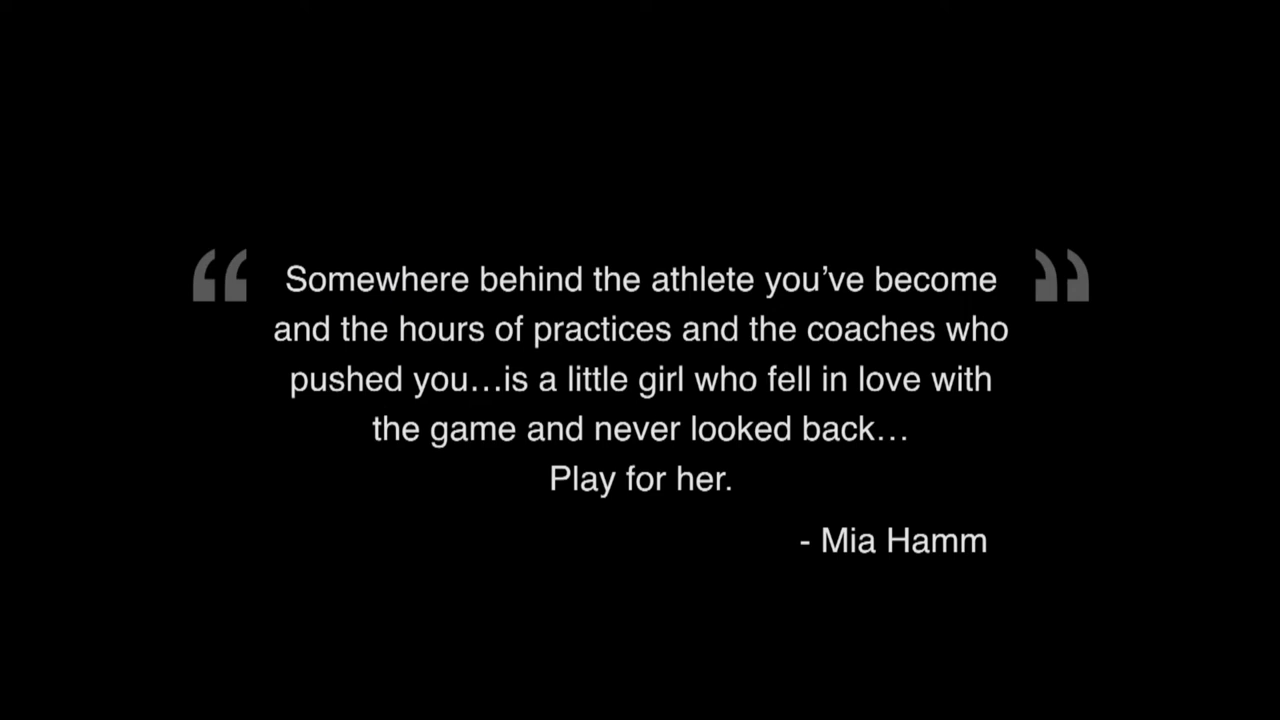 “Somewhere behind the athlete you’ve become”
and the hours of practices and the coaches who
pushed you…is a little girl who fell in love with
the game and never looked back…
Play for her.
- Mia Hamm